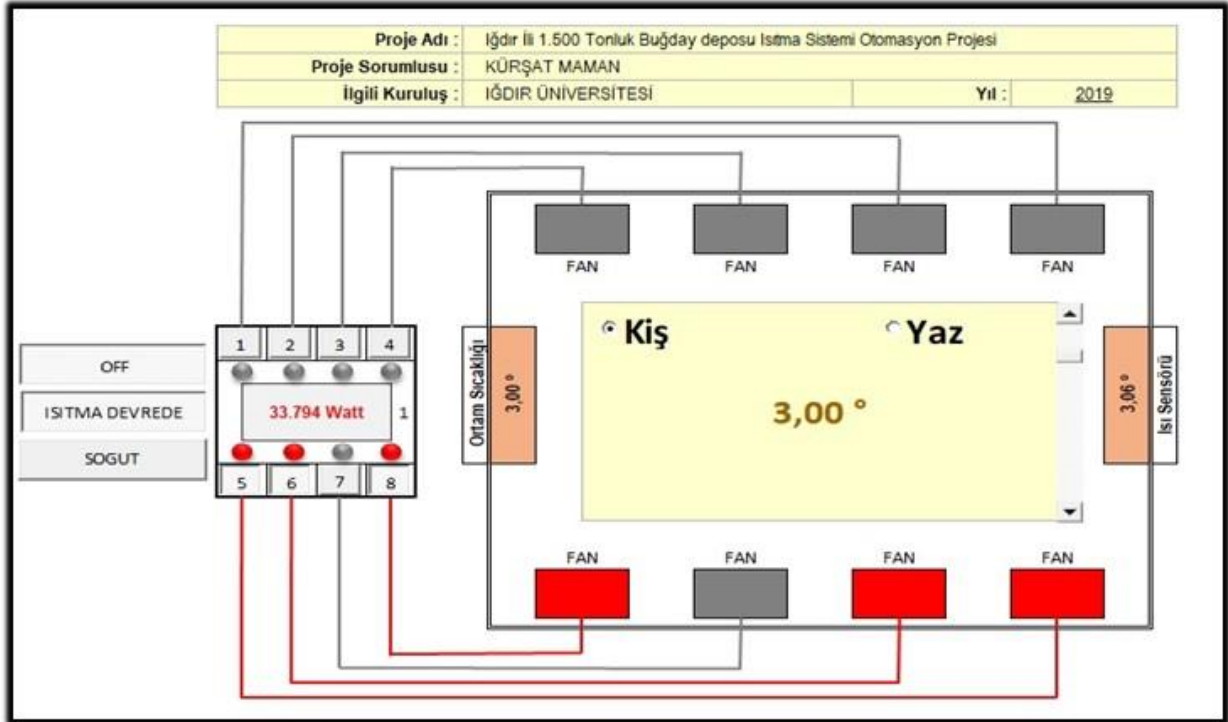 Proje Adı : Iğdır İli 1.500 Tonluk Buğday deposu Isıtma Sistemi Otomasyon Projesi
Proje Sorumlusu : KÜRŞAT MAMAN
İlgili Kuruluş : IĞDIR ÜNİVERSİTESİ Yıl : 2019
FAN FAN FAN FAN
1 2 3 4
OFF
ISITMA DEVREDE
SOGUT
33.794 Watt 1
5 6 7 8
Ortam Sıcaklığı
3,00 °
Kiş Yaz
3,00 °
3,06 °
Isı Sensörü
FAN FAN FAN FAN